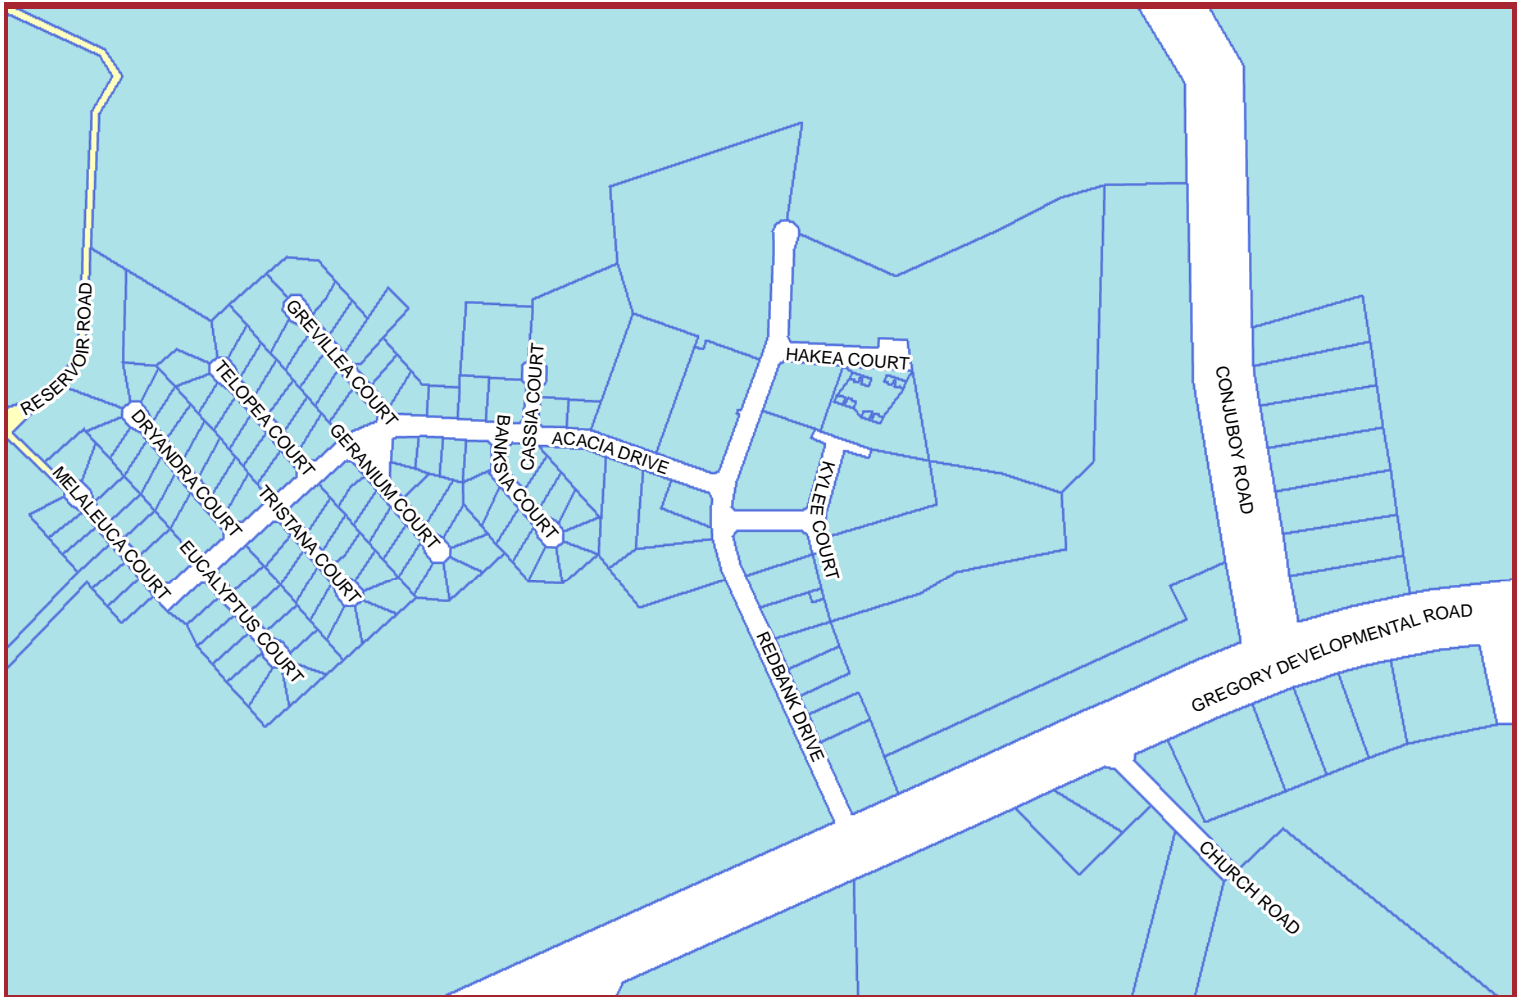 RESERVOIR ROAD
GREVILLEA COURT
TELOPEA COURT
DRYANDRA COURT
MELALEUCA COURT
GERANIUM COURT
TRISTANA COURT
EUCALYPTUS COURT
CASSIA COURT
BANKSIA COURT
ACACIA DRIVE
HAKEA COURT
KYLEE COURT
REDBANK DRIVE
CONJUBOY ROAD
GREGORY DEVELOPMENTAL ROAD
CHURCH ROAD